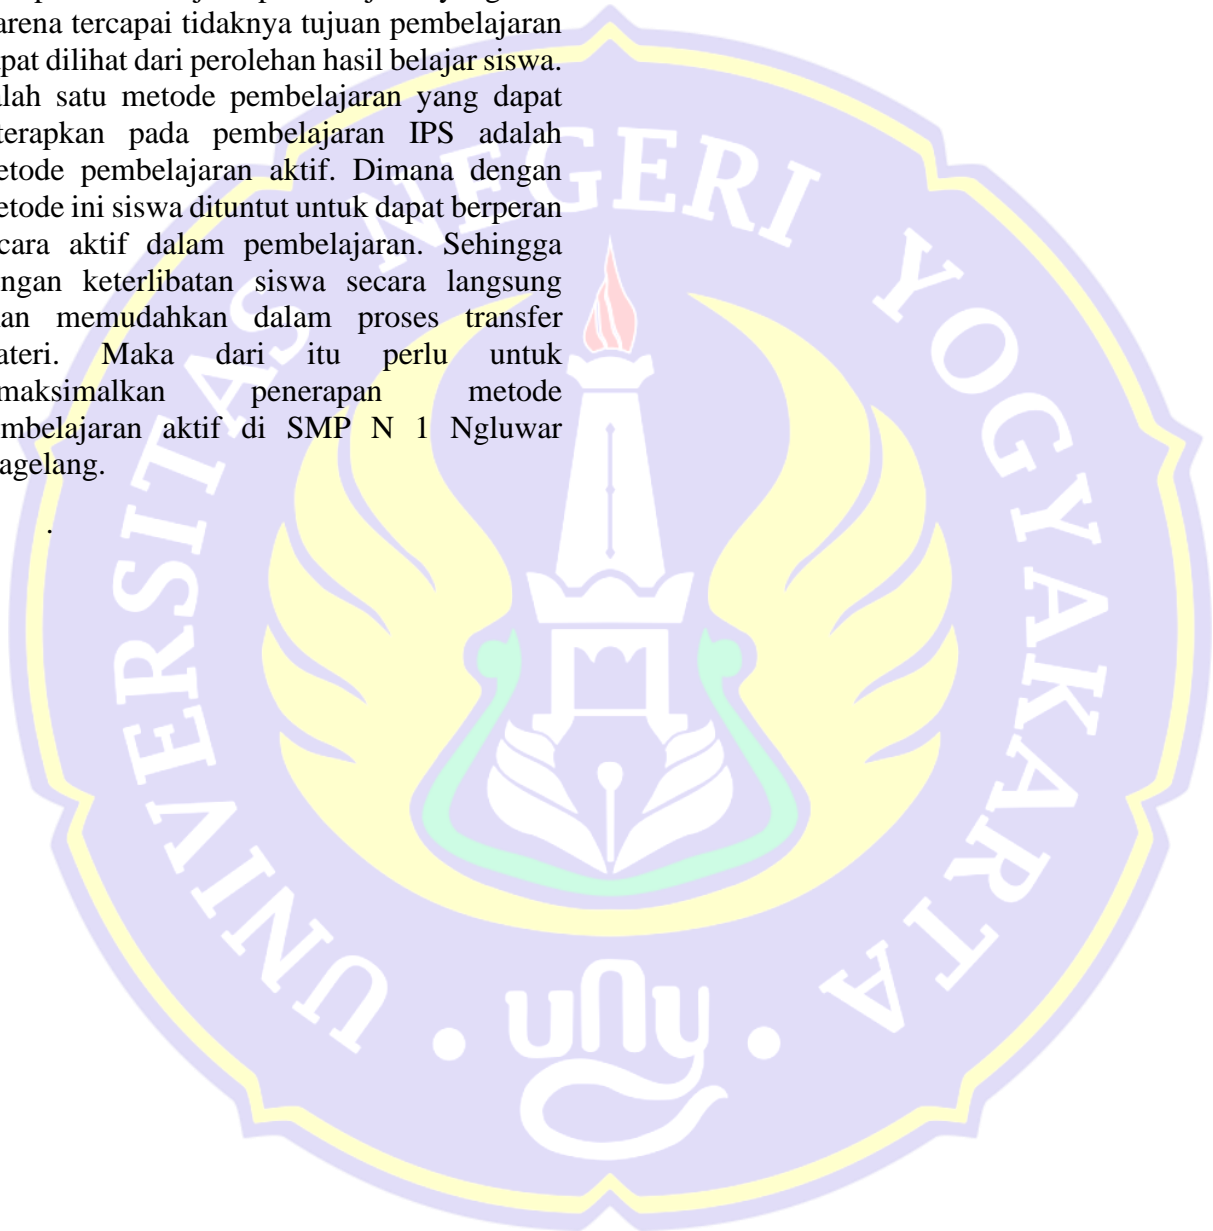 arena tercapai tidaknya tujuan pembelajaran
pat dilihat dari perolehan hasil belajar siswa.
alah satu metode pembelajaran yang dapat
terapkan pada pembelajaran IPS adalah
etode pembelajaran aktif. Dimana dengan
etode ini siswa dituntut untuk dapat berperan
cara aktif dalam pembelajaran. Sehingga
ngan keterlibatan siswa secara langsung
an memudahkan dalam proses transfer
ateri. Maka dari itu perlu untuk
maksimalkan penerapan metode
mbelajaran aktif di SMP N 1 Ngluwar
agelang.
.
UNIVERSITAS NEGERI YOGYAKARTA
uny